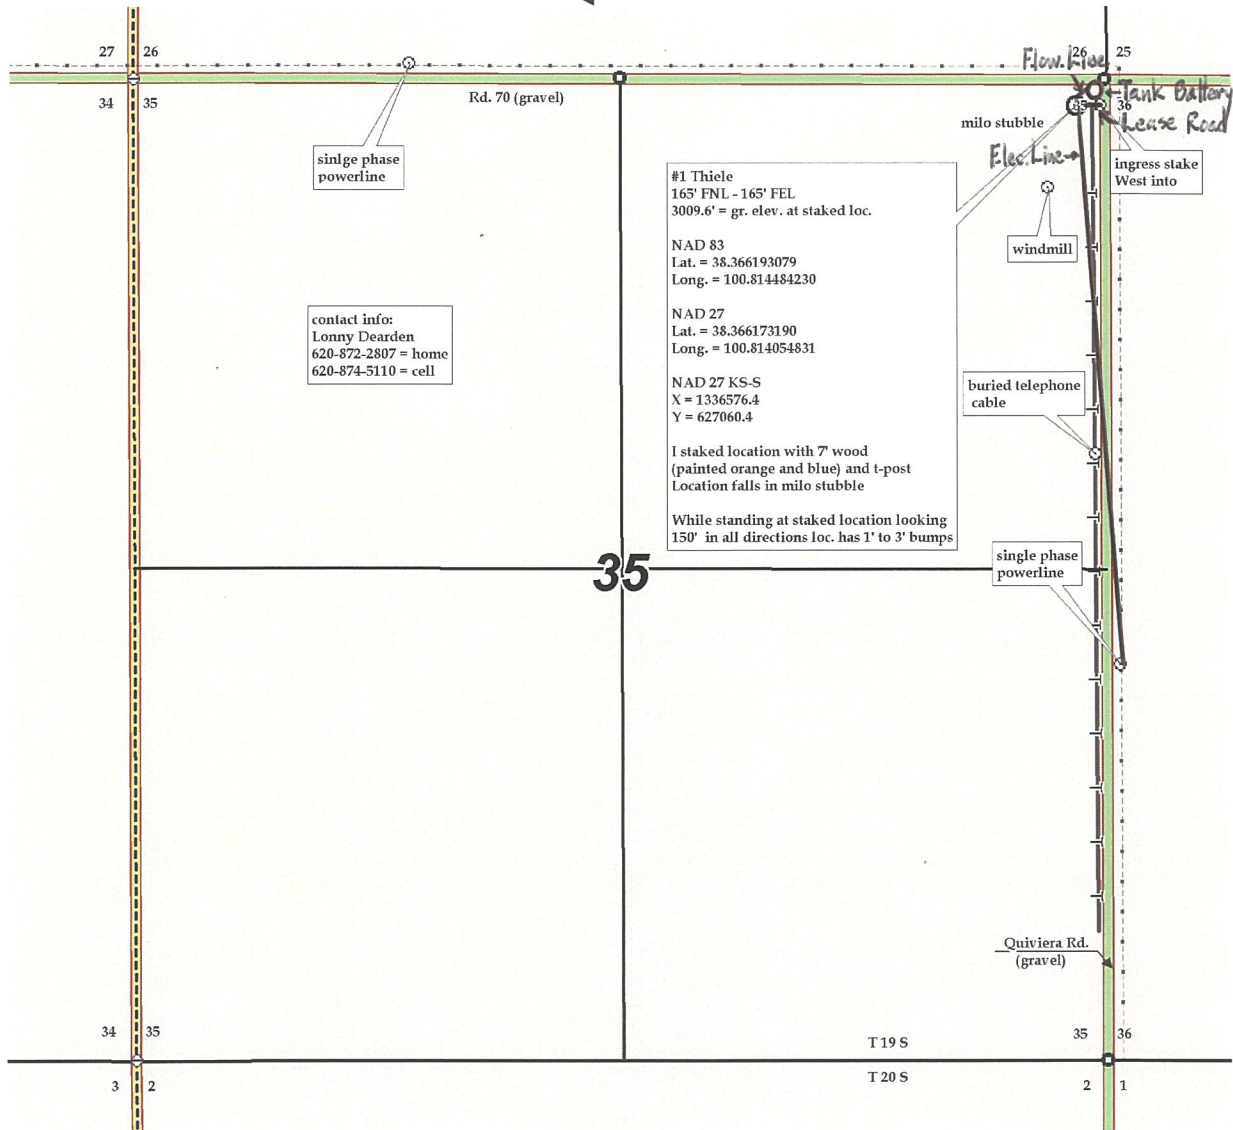 27 26
26 25
Flow Line
34 35
Rd. 70 (gravel)
35 36
Tank Battery
milo stubble
Lease Road
Elec. Line
sinlge phase
powerline
ingress stake
West into
#1 Thiele
165' FNL - 165' FEL
3009.6' = gr. elev. at staked loc.
NAD 83
Lat. = 38.366193079
Long. = 100.814484230
NAD 27
Lat. = 38.366173190
Long. = 100.814054831
NAD 27 KS-S
X = 1336576.4
Y = 627060.4
I staked location with 7' wood
(painted orange and blue) and t-post
Location falls in milo stubble
While standing at staked location looking
150' in all directions loc. has 1' to 3' bumps
windmill
contact info:
Lonny Dearden
620-872-2807 = home
620-874-5110 = cell
buried telephone
cable
single phase
powerline
35
Quiviera Rd.
(gravel)
34 35
35 36
T 19 S
T 20 S
3 2
2 1